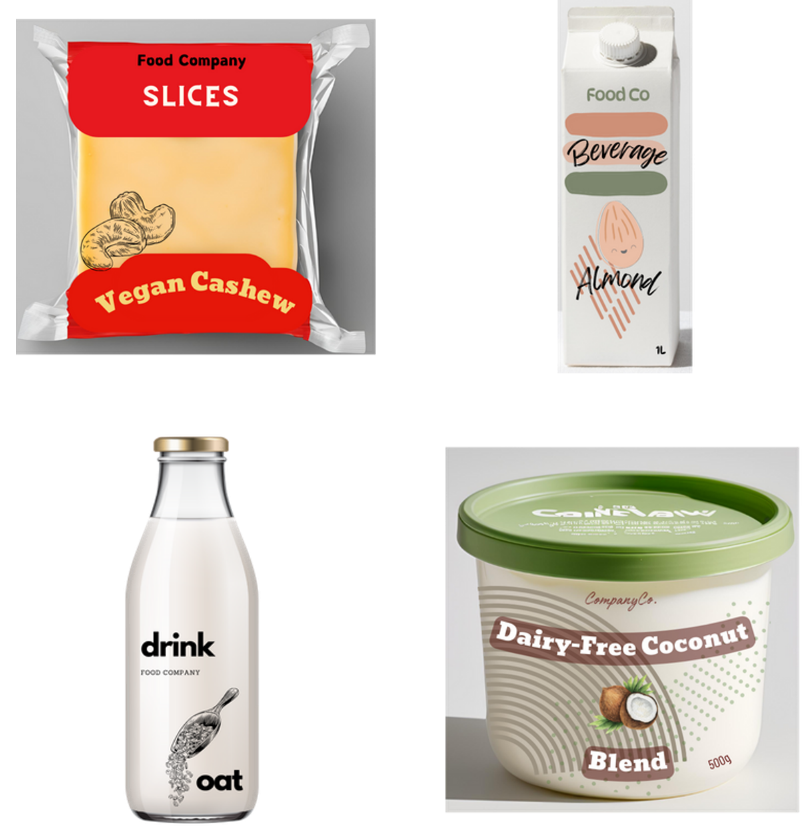 Food Company
SLICES
Vegan Cashew
Food Co
Beverage
Almond
1L
drink
FOOD COMPANY
oat
CompanyCo.
Dairy-Free Coconut
Blend
500g